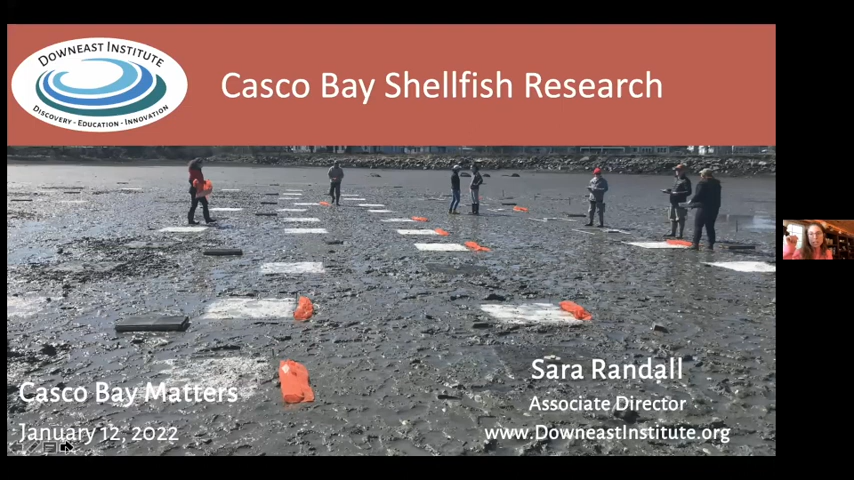 DOWNEAST INSTITUTE
DISCOVERY - EDUCATION - INNOVATION
Casco Bay Shellfish Research
Sara Randall
Associate Director
www.DowneastInstitute.org
Casco Bay Matters
January 12, 2022